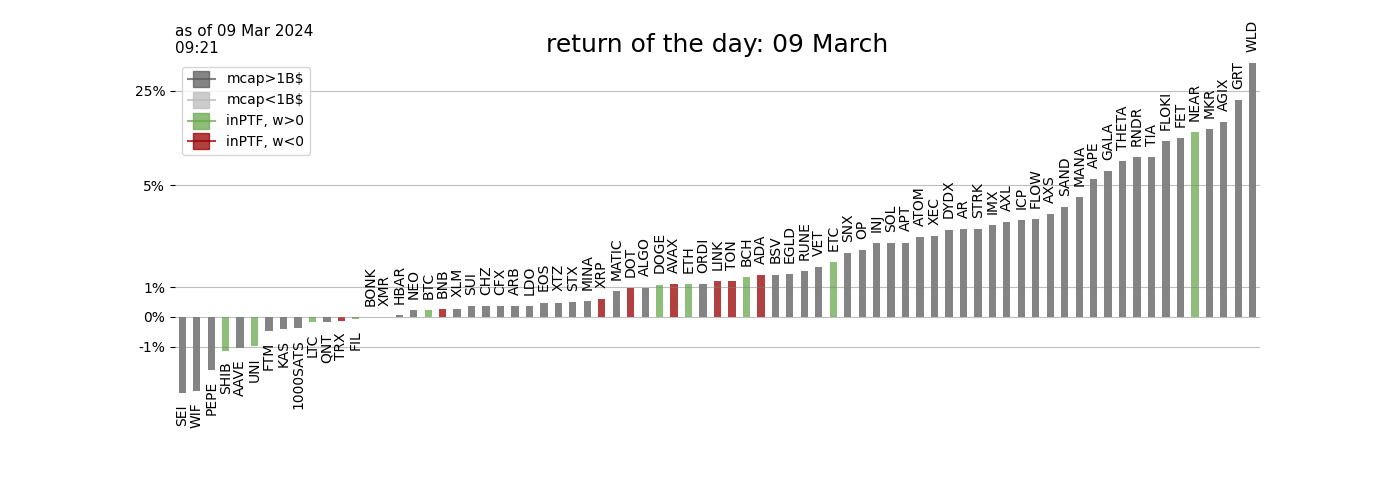 as of 09 Mar 2024
09:21
return of the day: 09 March
mcap>1B$
mcap<1B$
inPTF, w>0
inPTF, w<0
25%
5%
1%
0%
-1%
SEI
WIF
PEPE
SHIB
AAVE
UNI
FTM
KAS
1000SATS
LTC
QNT
TRX
FIL
BONK
XMR
HBAR
NEO
BTC
BNB
XLM
SUI
CHZ
CFX
ARB
LDO
EOS
XTZ
STX
MINA
XRP
MATIC
DOT
ALGO
DOGE
AVAX
ETH
ORDI
LINK
TON
BCH
ADA
BSV
EGLD
RUNE
VET
ETC
SNX
OP
INJ
SOL
APT
ATOM
XEC
DYDX
AR
STRK
IMX
AXL
ICP
FLOW
AXS
SAND
MANA
APE
GALA
THETA
RNDR
TIA
FLOKI
FET
NEAR
MKR
AGIX
GRT
WLD